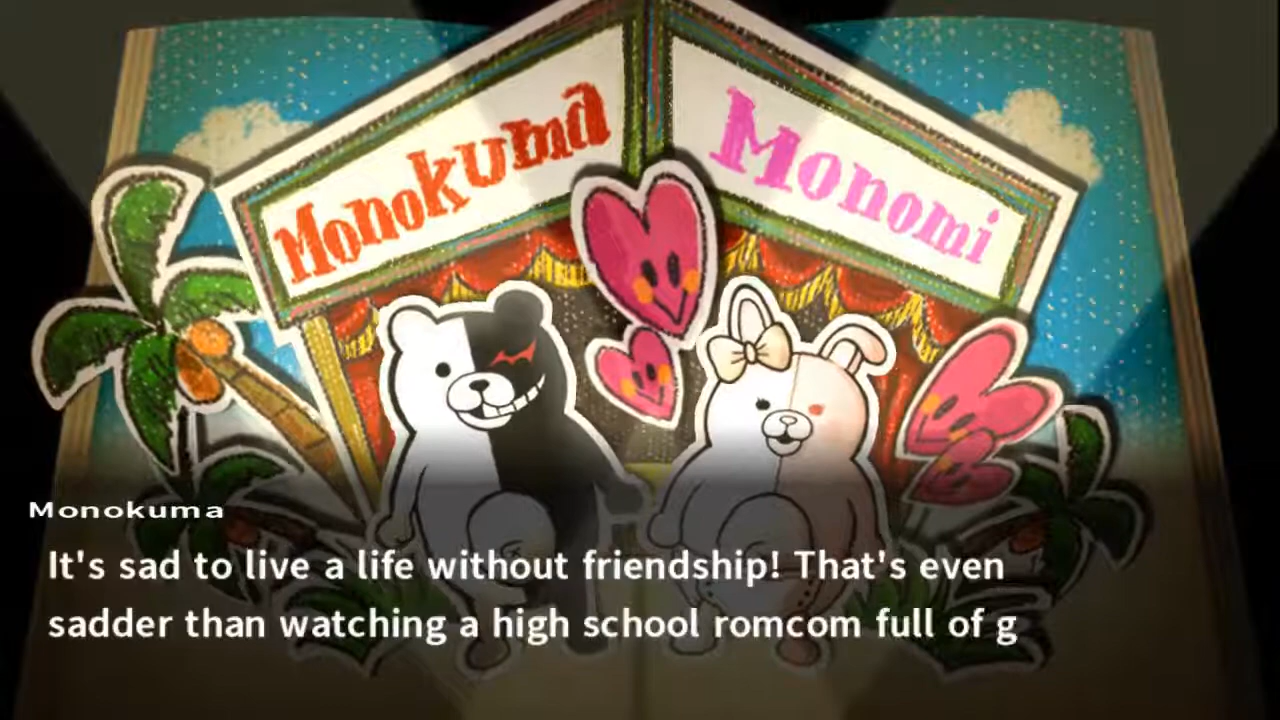 Monokuma
Monomi
Monokuma
It's sad to live a life without friendship! That's even
sadder than watching a high school romcom full of g